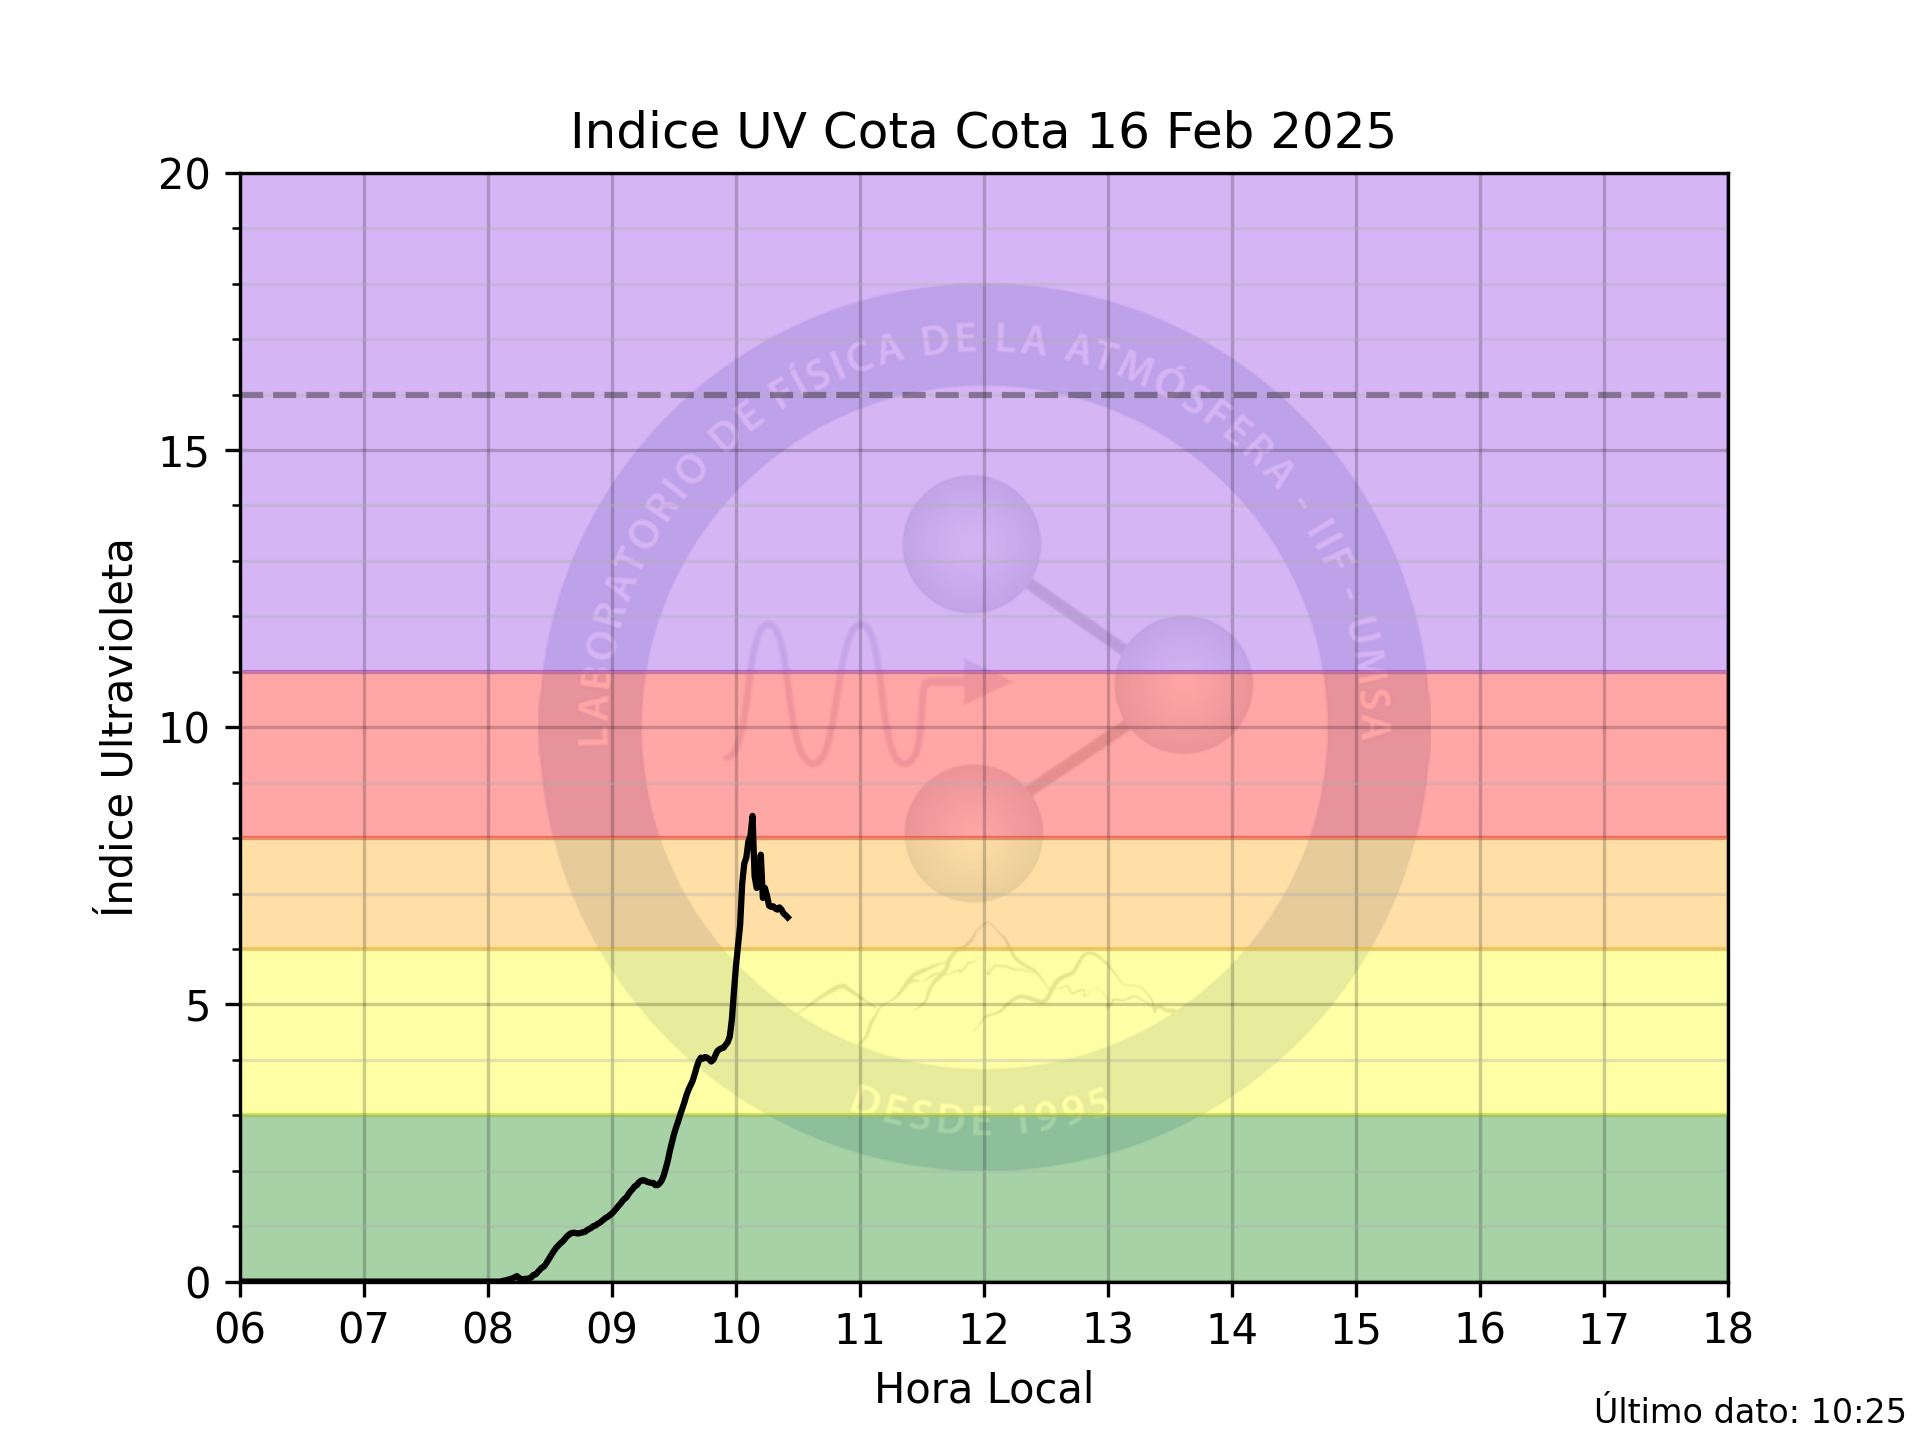 Indice UV Cota Cota 16 Feb 2025
20
15
10
5
0
Índice Ultravioleta
LABORATORIO DE FÍSICA DE LA ATMÓSFERA - IIF - UMSA
DESDE 1995
06 07 08 09 10 11 12 13 14 15 16 17 18
Hora Local
Último dato: 10:25